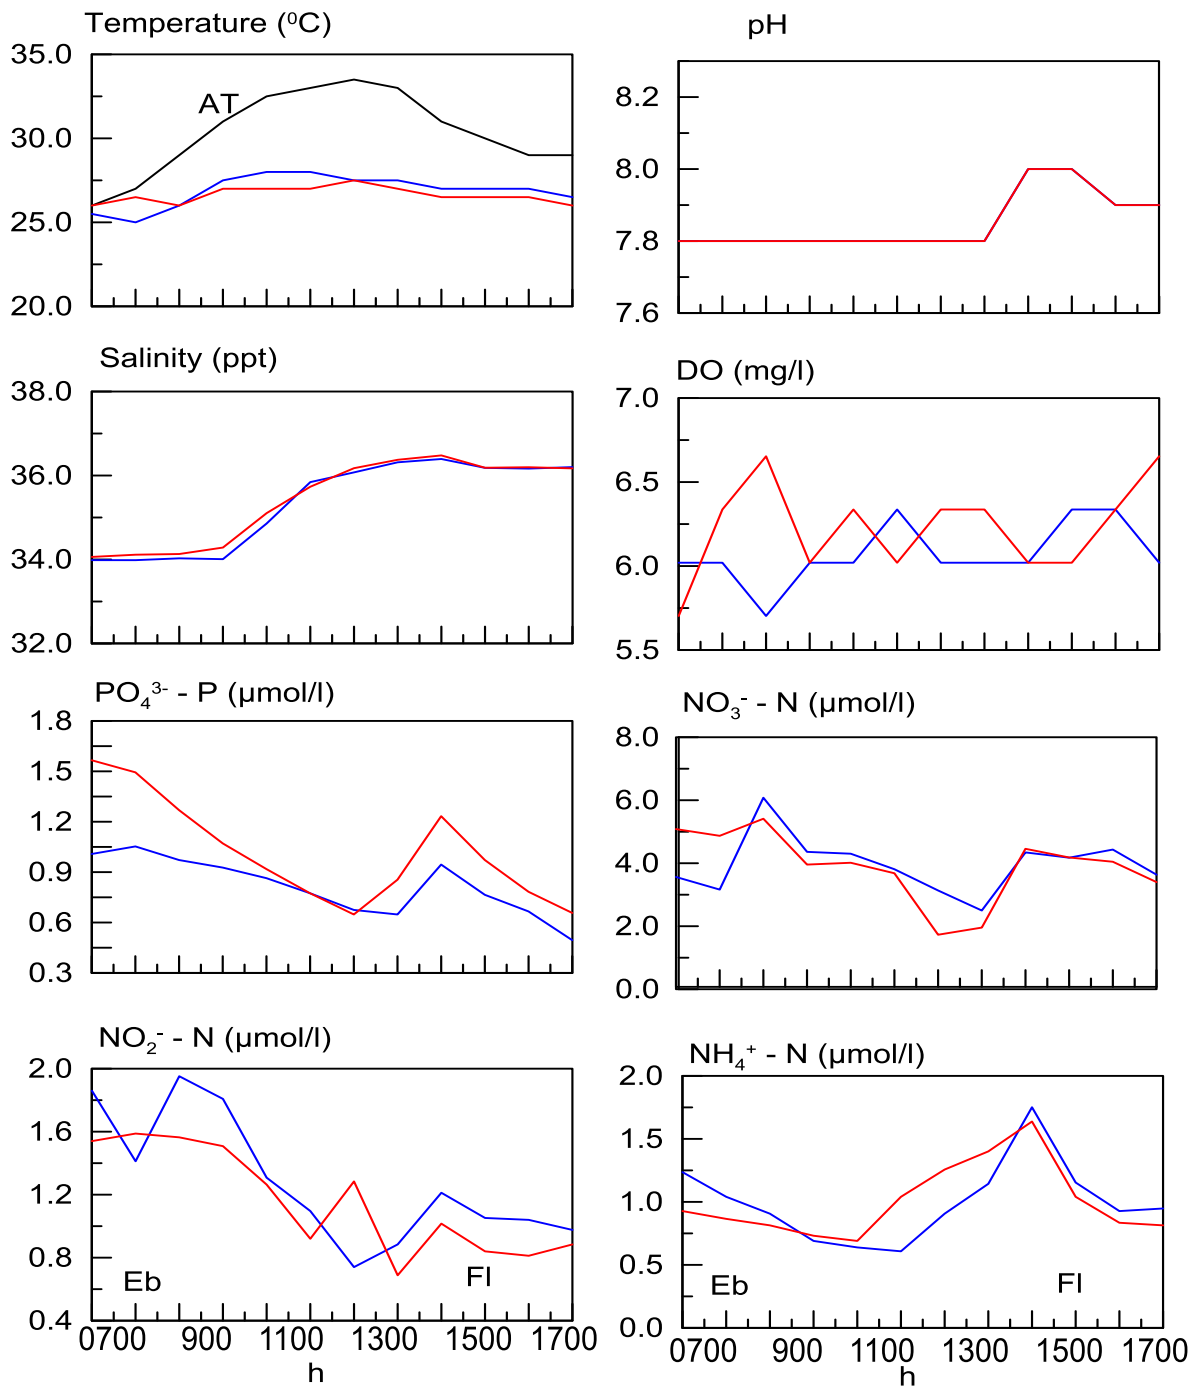 Temperature (⁰C)
35.0
30.0
25.0
20.0
AT
pH
8.2
8.0
7.8
7.6
Salinity (ppt)
38.0
36.0
34.0
32.0
DO (mg/l)
7.0
6.5
6.0
5.5
PO₄³⁻ - P (µmol/l)
1.8
1.5
1.2
0.9
0.6
0.3
NO₃⁻ - N (µmol/l)
8.0
6.0
4.0
2.0
0.0
NO₂⁻ - N (µmol/l)
2.0
1.6
1.2
0.8
0.4
Eb Fl
0700 900 1100 1300 1500 1700
h
NH₄⁺ - N (µmol/l)
2.0
1.5
1.0
0.5
0.0
Eb Fl
0700 900 1100 1300 1500 1700
h